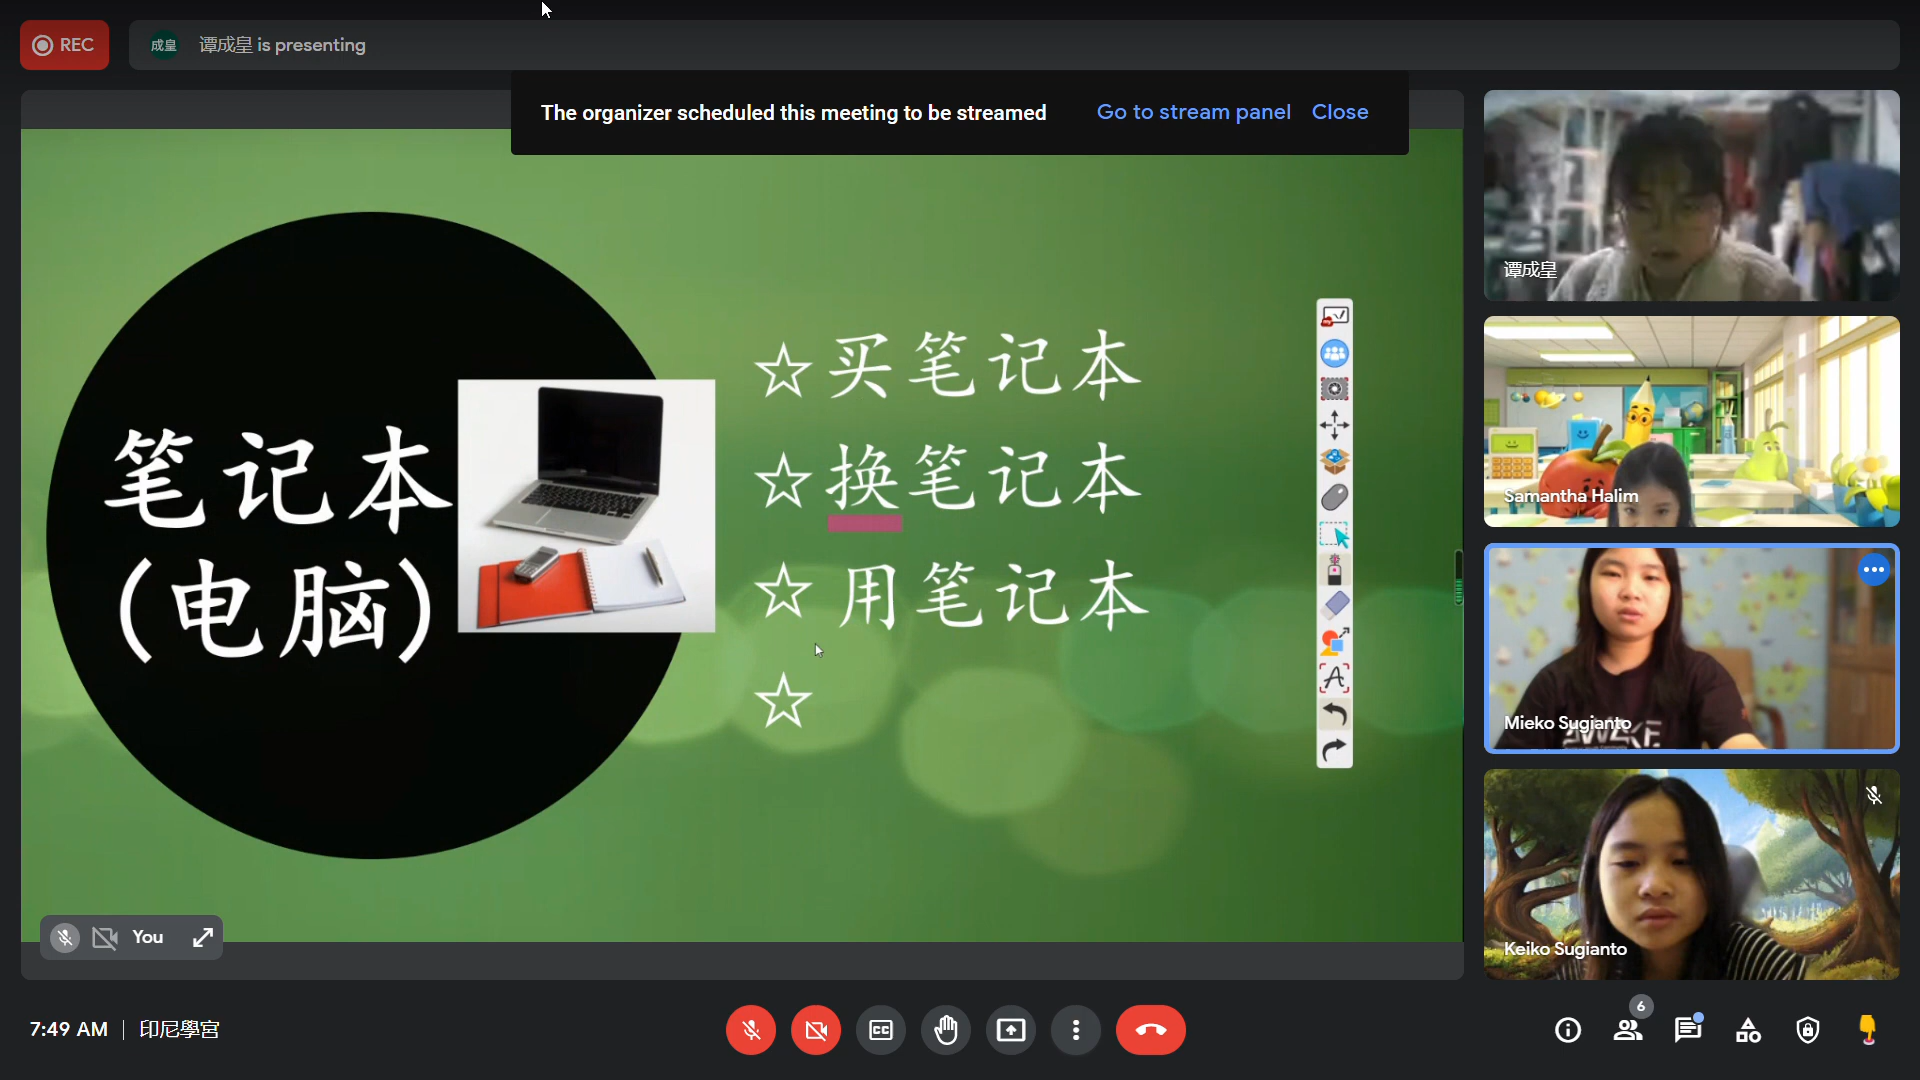 REC
成皇 谭成皇 is presenting
The organizer scheduled this meeting to be streamed Go to stream panel Close
笔记本
(电脑)
☆买笔记本
☆换笔记本
☆用笔记本
☆
谭成皇
Samantha Halim
Mieko Sugianto
Keiko Sugianto
You
7:49 AM | 印尼學宮
CC
6